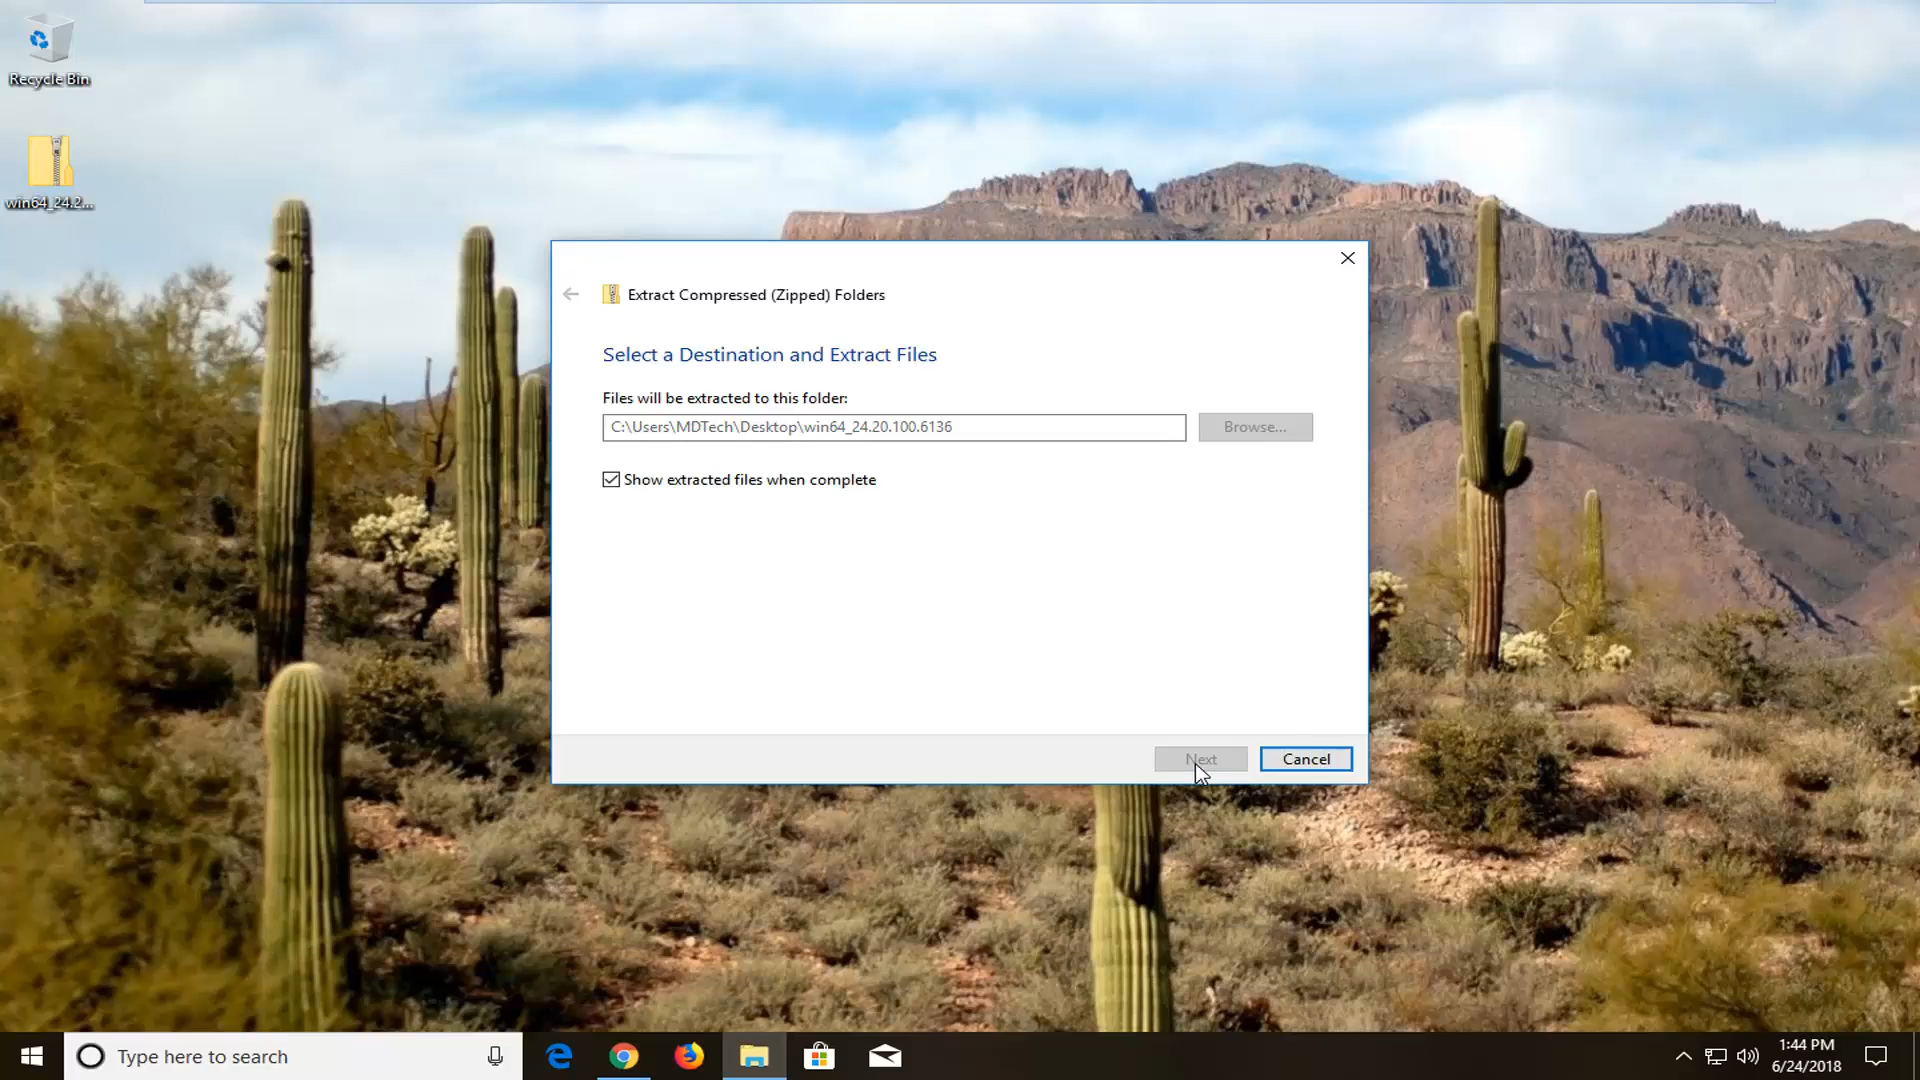 Recycle Bin
win64_24.2...
Extract Compressed (Zipped) Folders
Select a Destination and Extract Files
Files will be extracted to this folder:
C:\Users\MDTech\Desktop\win64_24.20.100.6136
Browse...
Show extracted files when complete
Next
Cancel
Type here to search
1:44 PM
6/24/2018